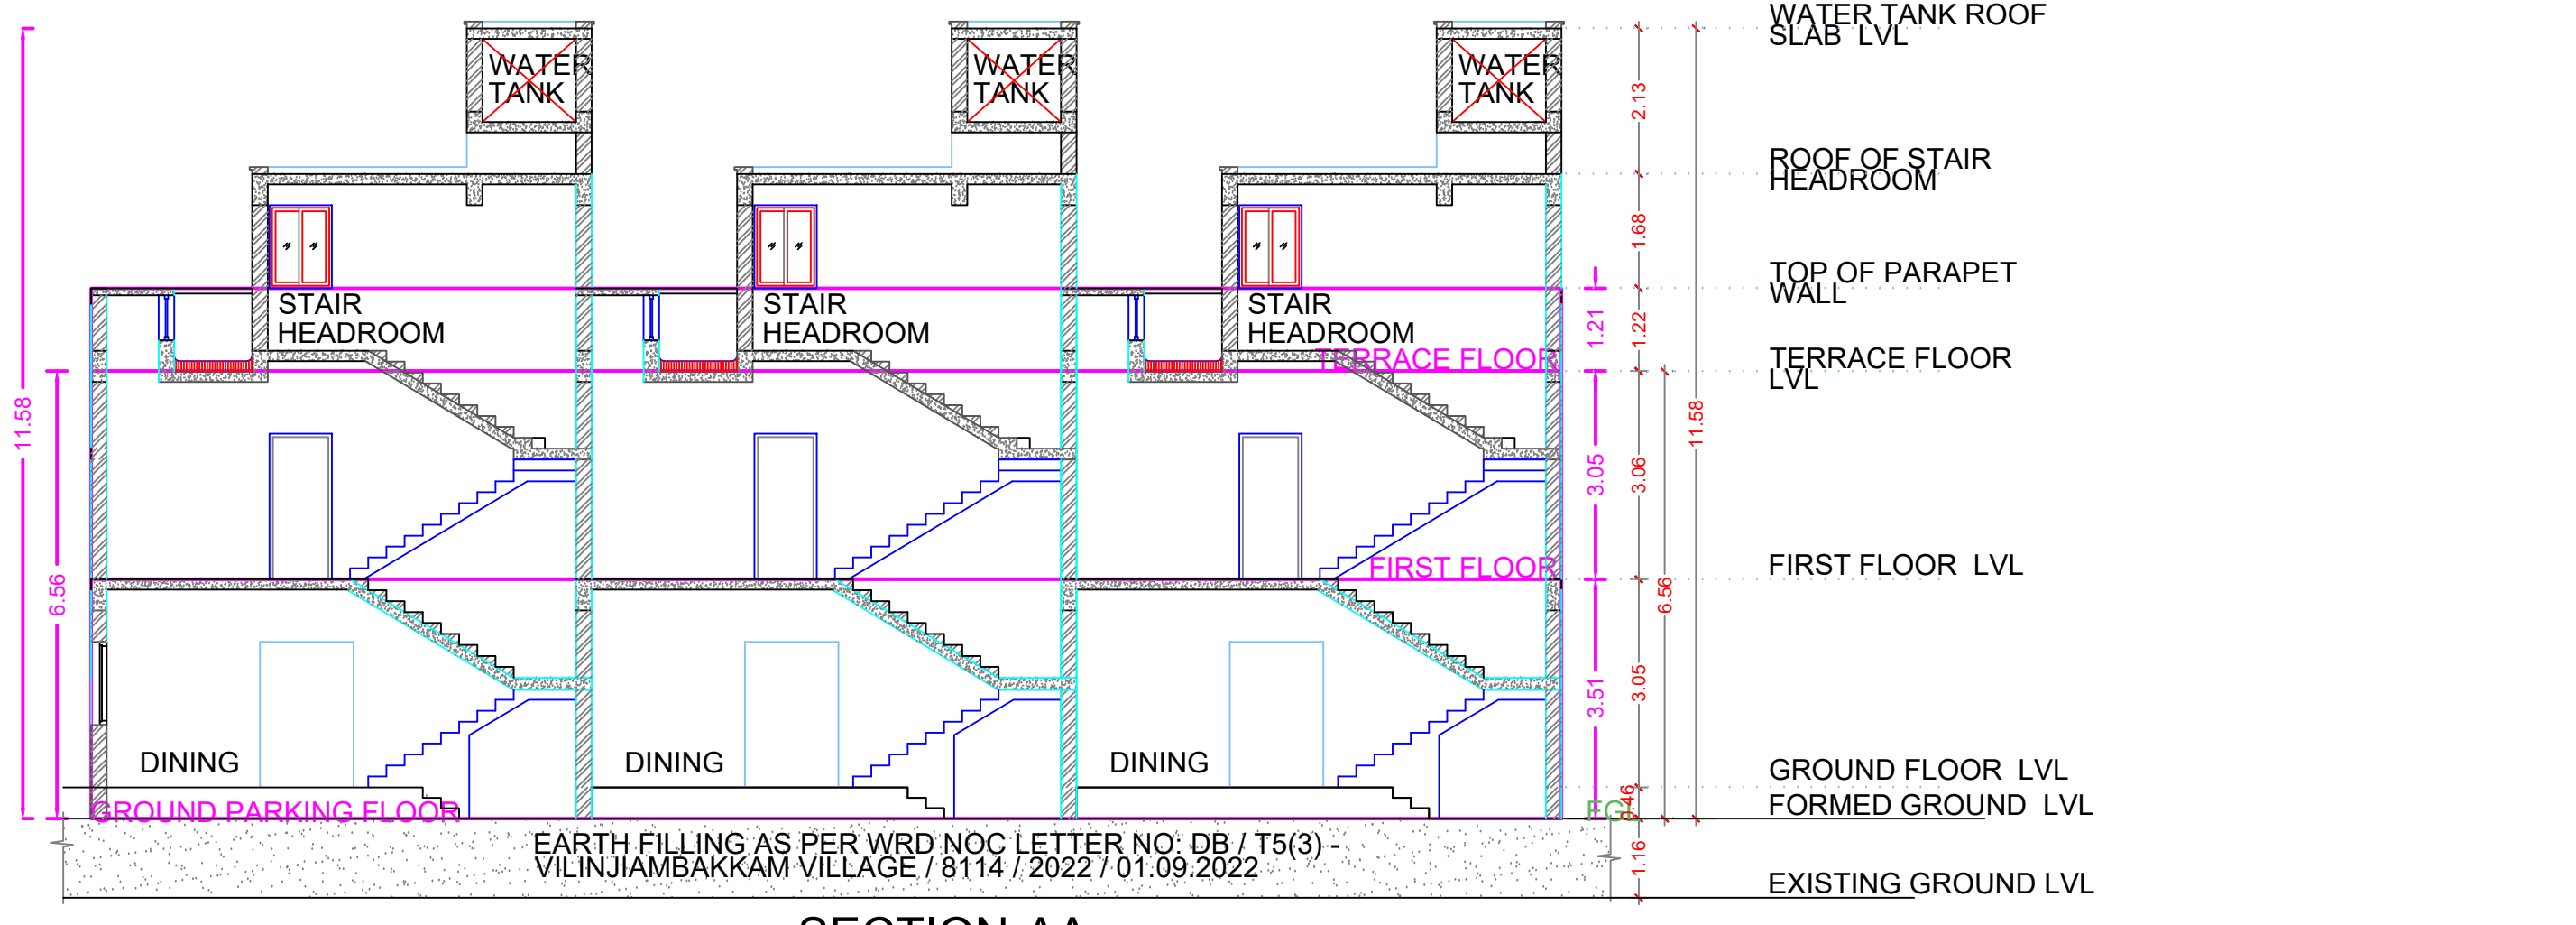 WATER TANK ROOF
SLAB LVL
WATER
TANK
WATER
TANK
WATER
TANK
2.13
ROOF OF STAIR
HEADROOM
1.68
TOP OF PARAPET
WALL
STAIR
HEADROOM
STAIR
HEADROOM
STAIR
HEADROOM
1.21
1.22
TERRACE FLOOR
TERRACE FLOOR
LVL
11.58
11.58
3.05
3.06
6.56
6.56
FIRST FLOOR
FIRST FLOOR LVL
3.51
3.05
DINING
DINING
DINING
GROUND FLOOR LVL
GROUND PARKING FLOOR
FGL
0.46
FORMED GROUND LVL
EARTH FILLING AS PER WRD NOC LETTER NO: DB / T5(3) -
VILINJIAMBAKKAM VILLAGE / 8114 / 2022 / 01.09.2022
1.16
EXISTING GROUND LVL
SECTION AA